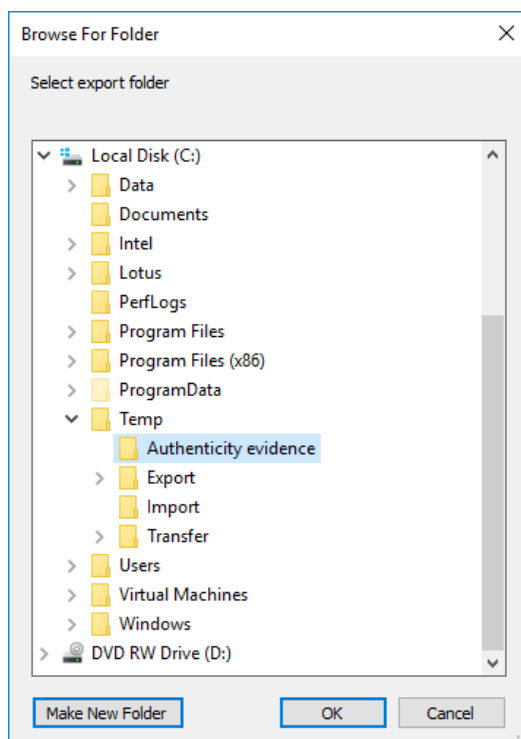 Browse For Folder
Select export folder
Local Disk (C:)
Data
Documents
Intel
Lotus
PerfLogs
Program Files
Program Files (x86)
ProgramData
Temp
Authenticity evidence
Export
Import
Transfer
Users
Virtual Machines
Windows
DVD RW Drive (D:)
Make New Folder OK Cancel